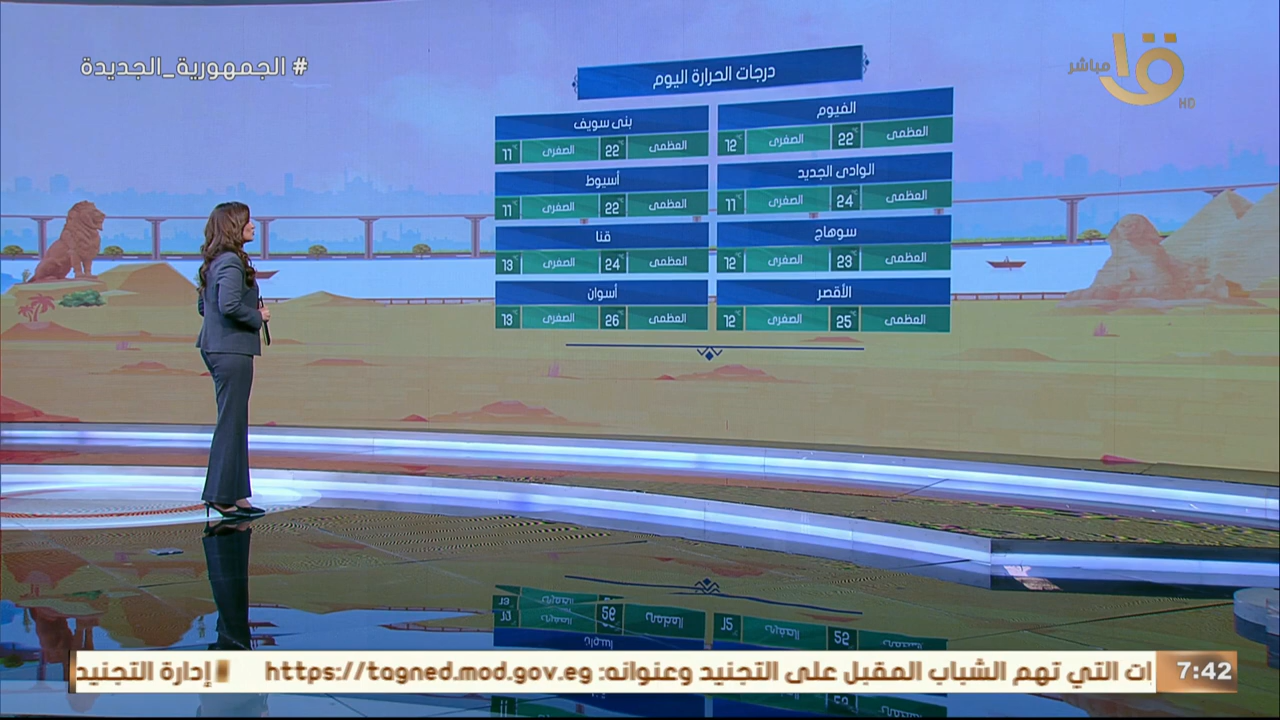 #الجمهورية_الجديدة
مباشر
HD
درجات الحرارة اليوم
الفيوم
العظمى 22 الصغرى 12
بنى سويف
العظمى 22 الصغرى 11
الوادى الجديد
العظمى 24 الصغرى 11
أسيوط
العظمى 22 الصغرى 11
سوهاج
العظمى 23 الصغرى 12
قنا
العظمى 24 الصغرى 13
الأقصر
العظمى 25 الصغرى 12
أسوان
العظمى 26 الصغرى 13
7:42
التي تهم الشباب المقبل على التجنيد وعنوانه: https://tagned.mod.gov.eg إدارة التجنيد